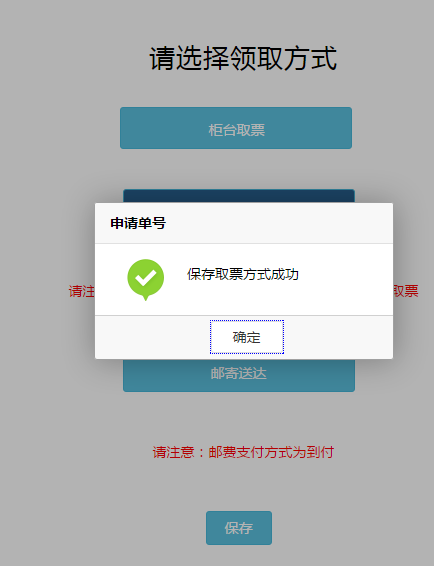 请选择领取方式
柜台取票
申请单号
保存取票方式成功
请注
取票
确定
邮寄送达
请注意：邮费支付方式为到付
保存